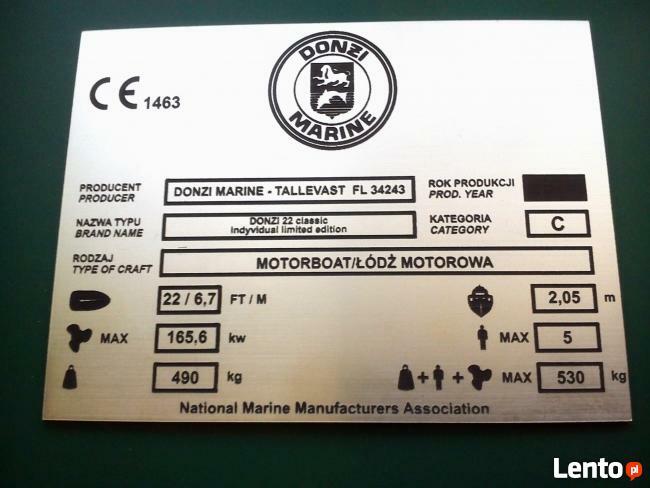 DONZI
MARINE
CE 1463
PRODUCENT DONZI MARINE - TALLEVAST FL 34243 ROK PRODUKCJI
PRODUCER PROD. YEAR
NAZWA TYPU DONZI 22 classic KATEGORIA C
BRAND NAME Indyvidual limited edition CATEGORY
RODZAJ MOTORBOAT/ŁÓDŹ MOTOROWA
TYPE OF CRAFT
22 / 6,7 FT / M 2,05 m
MAX 165,6 kw MAX 5
490 kg + + MAX 530 kg
National Marine Manufacturers Association
Lento.pl